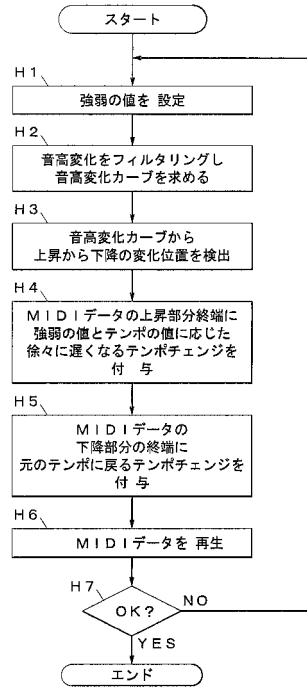 スタート
H1
強弱の値を 設定
H2
音高変化をフィルタリングし
音高変化カーブを求める
H3
音高変化カーブから
上昇から下降の変化位置を検出
H4
MIDIデータの上昇部分終端に
強弱の値とテンポの値に応じた
徐々に遅くなるテンポチェンジを
付 与
H5
MIDIデータの
下降部分の終端に
元のテンポに戻るテンポチェンジを
付 与
H6
MIDIデータを 再生
H7
OK?
NO
YES
エンド